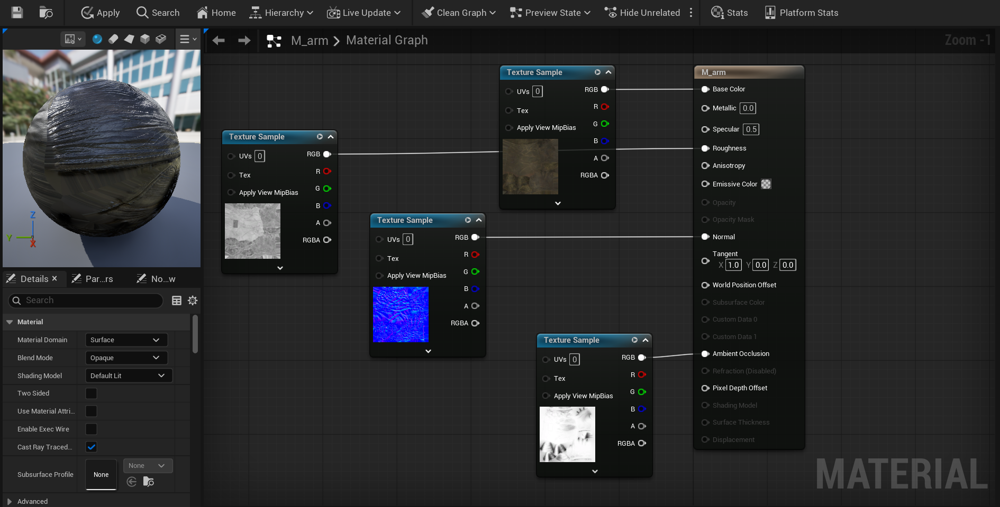 Apply Search Home Hierarchy Live Update Clean Graph Preview State Hide Unrelated Stats Platform Stats
M_arm Material Graph Zoom -1
Z
Y
X
Details Par...rs No...w
Search
Material
Material Domain Surface
Blend Mode Opaque
Shading Model Default Lit
Two Sided
Use Material Attri...
Enable Exec Wire
Cast Ray Traced...
Subsurface Profile None None
Advanced
Texture Sample
UVs 0 RGB
R
Tex
G
Apply View MipBias
B
A
RGBA
Texture Sample
UVs 0 RGB
R
Tex
G
Apply View MipBias
B
A
RGBA
Texture Sample
UVs 0 RGB
R
Tex
G
Apply View MipBias
B
A
RGBA
Texture Sample
UVs 0 RGB
R
Tex
G
Apply View MipBias
B
A
RGBA
M_arm
Base Color
Metallic 0.0
Specular 0.5
Roughness
Anisotropy
Emissive Color
Opacity
Opacity Mask
Normal
Tangent
X 1.0 Y 0.0 Z 0.0
World Position Offset
Subsurface Color
Custom Data 0
Custom Data 1
Ambient Occlusion
Refraction (Disabled)
Pixel Depth Offset
Shading Model
Surface Thickness
Displacement
MATERIAL